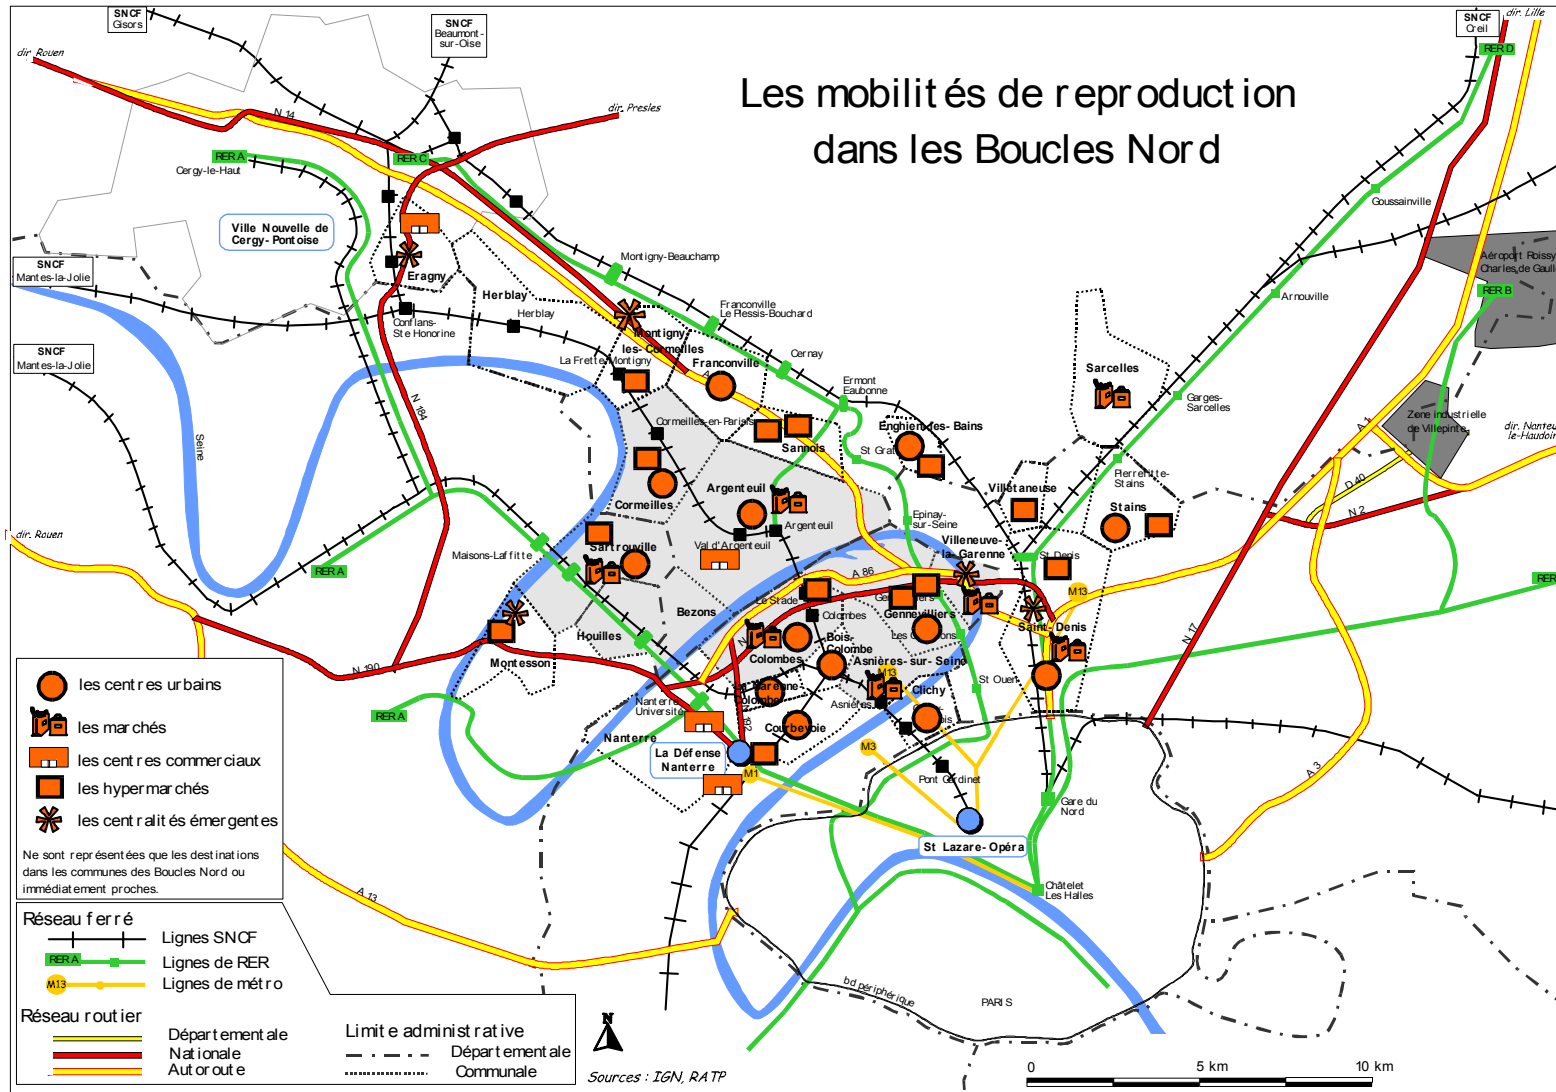 Les mobilités de reproduction
dans les Boucles Nord
SNCF
Gisors
SNCF
Beaumont-
sur-Oise
SNCF
Creil
dir. Lille
RER D
dir. Rouen
N 14
dir. Presles
RER A
Cergy-le-Haut
RER C
Ville Nouvelle de
Cergy-Pontoise
Goussainville
Aéroport Roissy
Charles de Gaulle
RER B
SNCF
Mantes-la-Jolie
Eragny
Montigny-Beauchamp
Arnouville
Herblay
Herblay
Conflans-
Ste Honorine
Franconville
Le Plessis-Bouchard
Montigny
les-Cormeilles
La Frette Montigny
SNCF
Mantes-la-Jolie
Franconville
Cernay
Sarcelles
Ermont
Eaubonne
Garges-
Sarcelles
Zone industrielle
de Villepinte
N 184
Seine
Cormeilles-en-Parisis
Sannois
Enghien-les-Bains
St Grat
A 1
dir. Nanteu
le-Haudoin
Pierrefitte-
Stains
Villetaneuse
Stains
D 40
N 2
Cormeilles
Argenteuil
Argenteuil
Epinay-
sur-Seine
dir. Rouen
Maisons-Laffitte
Sartrouville
Val d'Argenteuil
Villeneuve-
la-Garenne
St Denis
RER A
A 86
RER
Le Stade
Colombes
Gennevilliers
M13
Bezons
Houilles
Colombes
Bois-
Colombe
Saint-Denis
N 17
N 190
Montesson
Asnières-sur-Seine
M13
Clichy
St Ouen
La Garenne
Colombe
Asnières
Nanterre
Université
RER A
Courbevoie
Nanterre
La Défense
Nanterre
M1
M3
Pont Cardinet
St Lazare-Opéra
Gare du
Nord
A 3
Châtelet
Les Halles
A 13
bd périphérique
PARIS
les centres urbains
les marchés
les centres commerciaux
les hypermarchés
les centralités émergentes
Ne sont représentées que les destinations
dans les communes des Boucles Nord ou
immédiatement proches.
Réseau ferré
Lignes SNCF
RER A
Lignes de RER
M13
Lignes de métro
Réseau routier
Départementale
Nationale
Autoroute
Limite administrative
Départementale
Communale
N
Sources : IGN, RATP
0
5 km
10 km